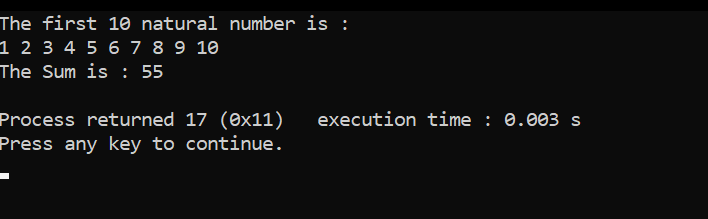 The first 10 natural number is :
1 2 3 4 5 6 7 8 9 10
The Sum is : 55
Process returned 17 (0x11)   execution time : 0.003 s
Press any key to continue.